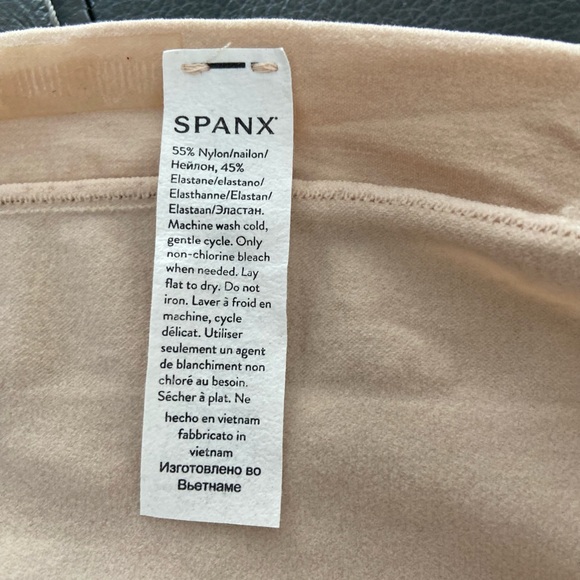 SPANX®
55% Nylon/nailon/
Нейлон, 45%
Elastane/elastano/
Elasthanne/Elastan/
Elastaan/Эластан.
Machine wash cold,
gentle cycle. Only
non-chlorine bleach
when needed. Lay
flat to dry. Do not
iron. Laver à froid en
machine, cycle
délicat. Utiliser
seulement un agent
de blanchiment non
chloré au besoin.
Sécher à plat. Ne
hecho en vietnam
fabbricato in
vietnam
Изготовлено во
Вьетнаме